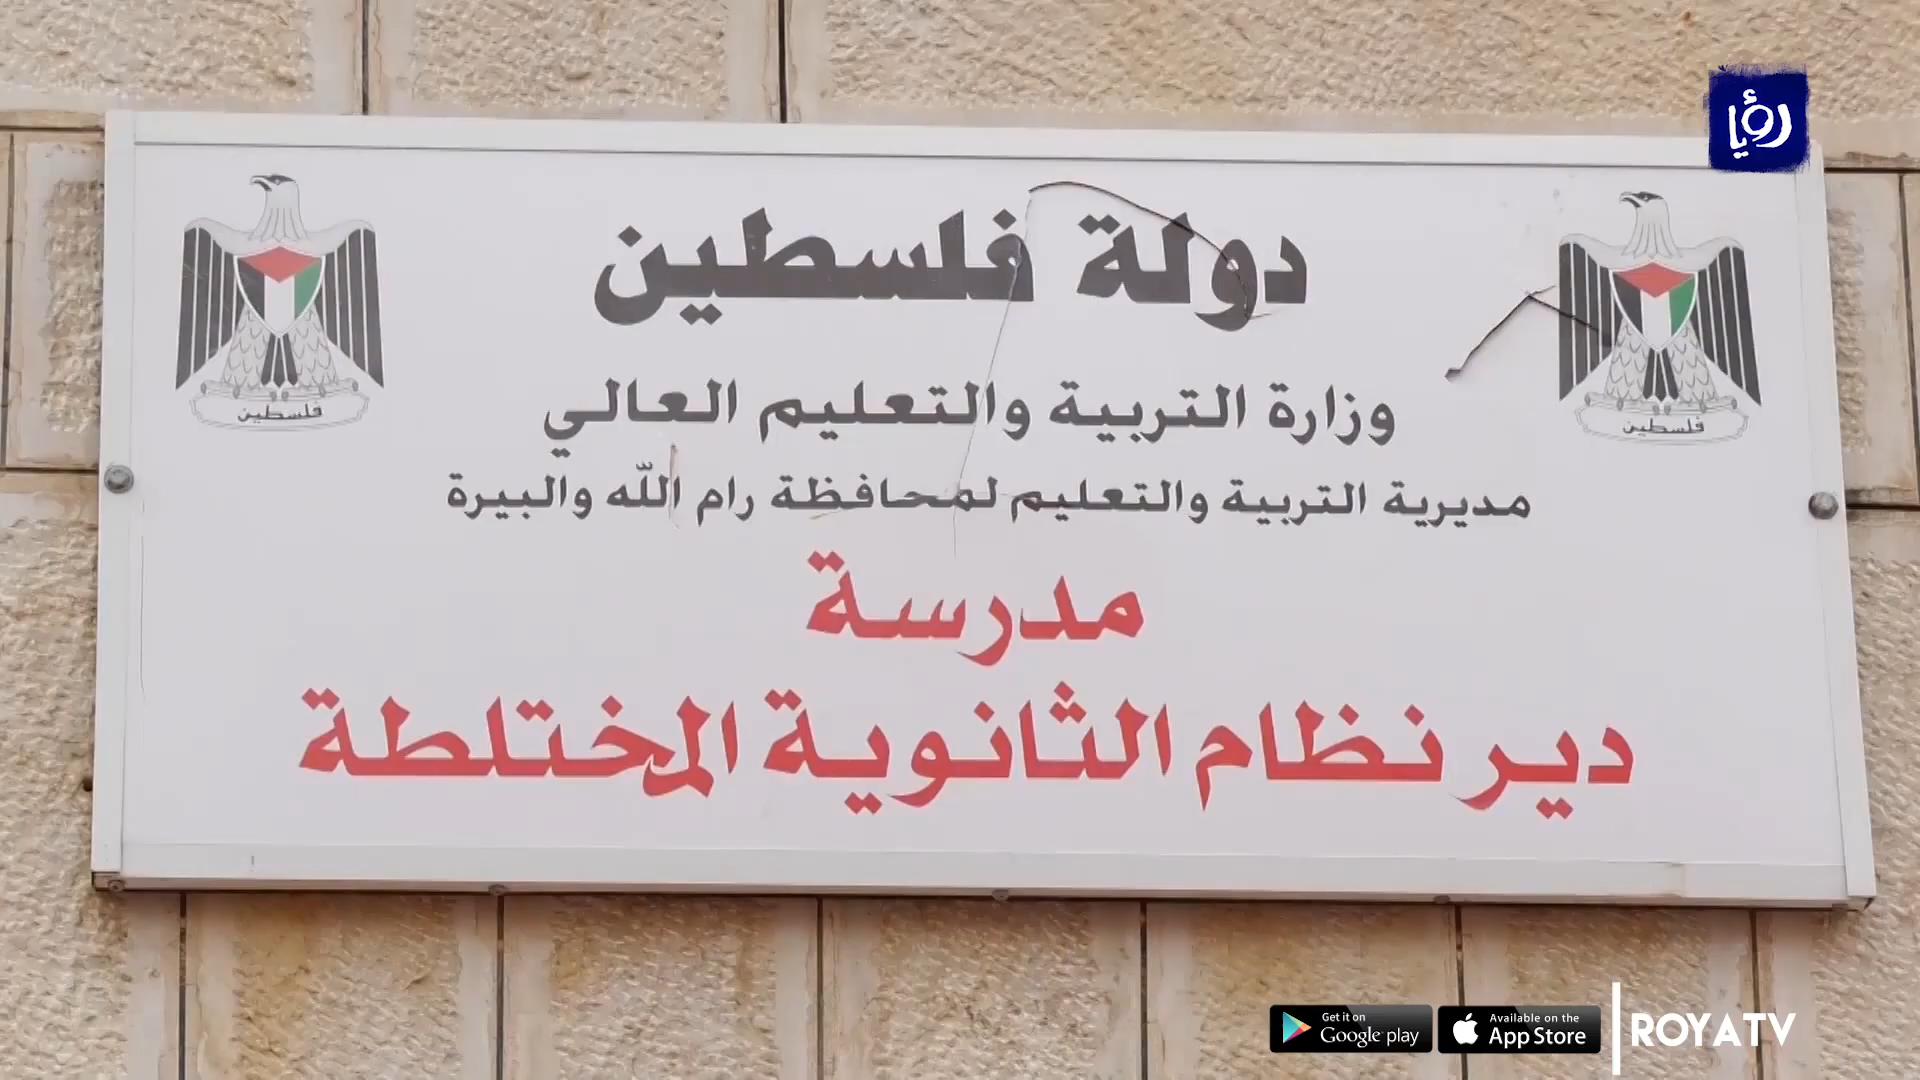 رؤيا
دولة فلسطين
وزارة التربية والتعليم العالي
مديرية التربية والتعليم لمحافظة رام الله والبيرة
مدرسة
دير نظام الثانوية المختلطة
فلسطين
فلسطين
Get it on
Google play
Available on the
App Store
ROYATV